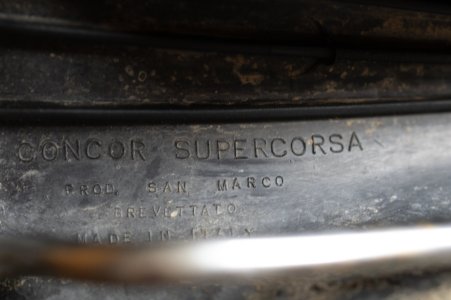 CONCOR SUPERCORSA
PROD. SAN MARCO
BREVETTATO
MADE IN ITALY